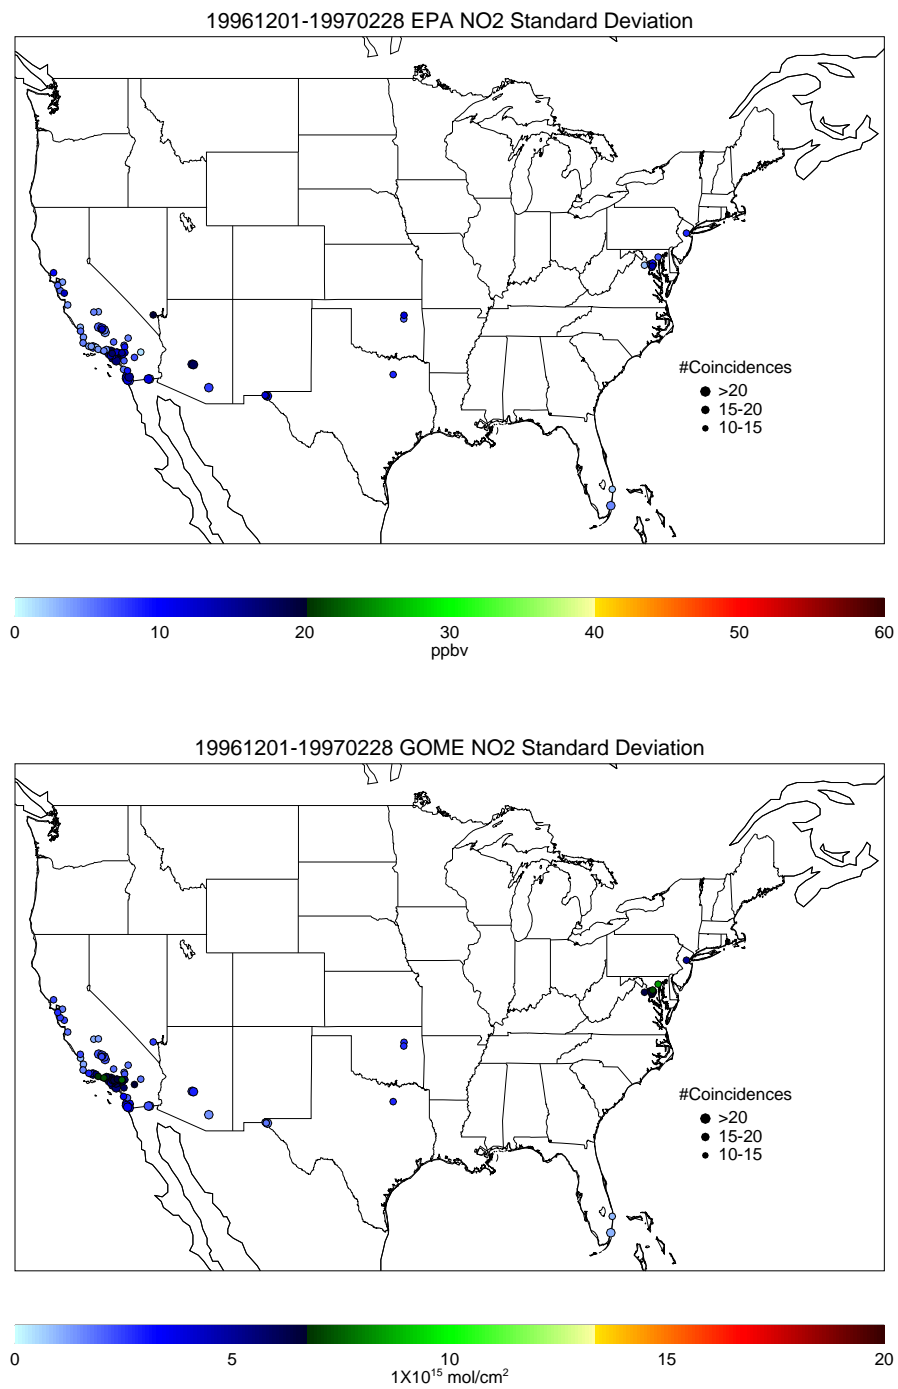 19961201-19970228 EPA NO2 Standard Deviation
#Coincidences
>20
15-20
10-15
0 10 20 30 40 50 60
ppbv
19961201-19970228 GOME NO2 Standard Deviation
#Coincidences
>20
15-20
10-15
0 5 10 15 20
1X10¹⁵ mol/cm²